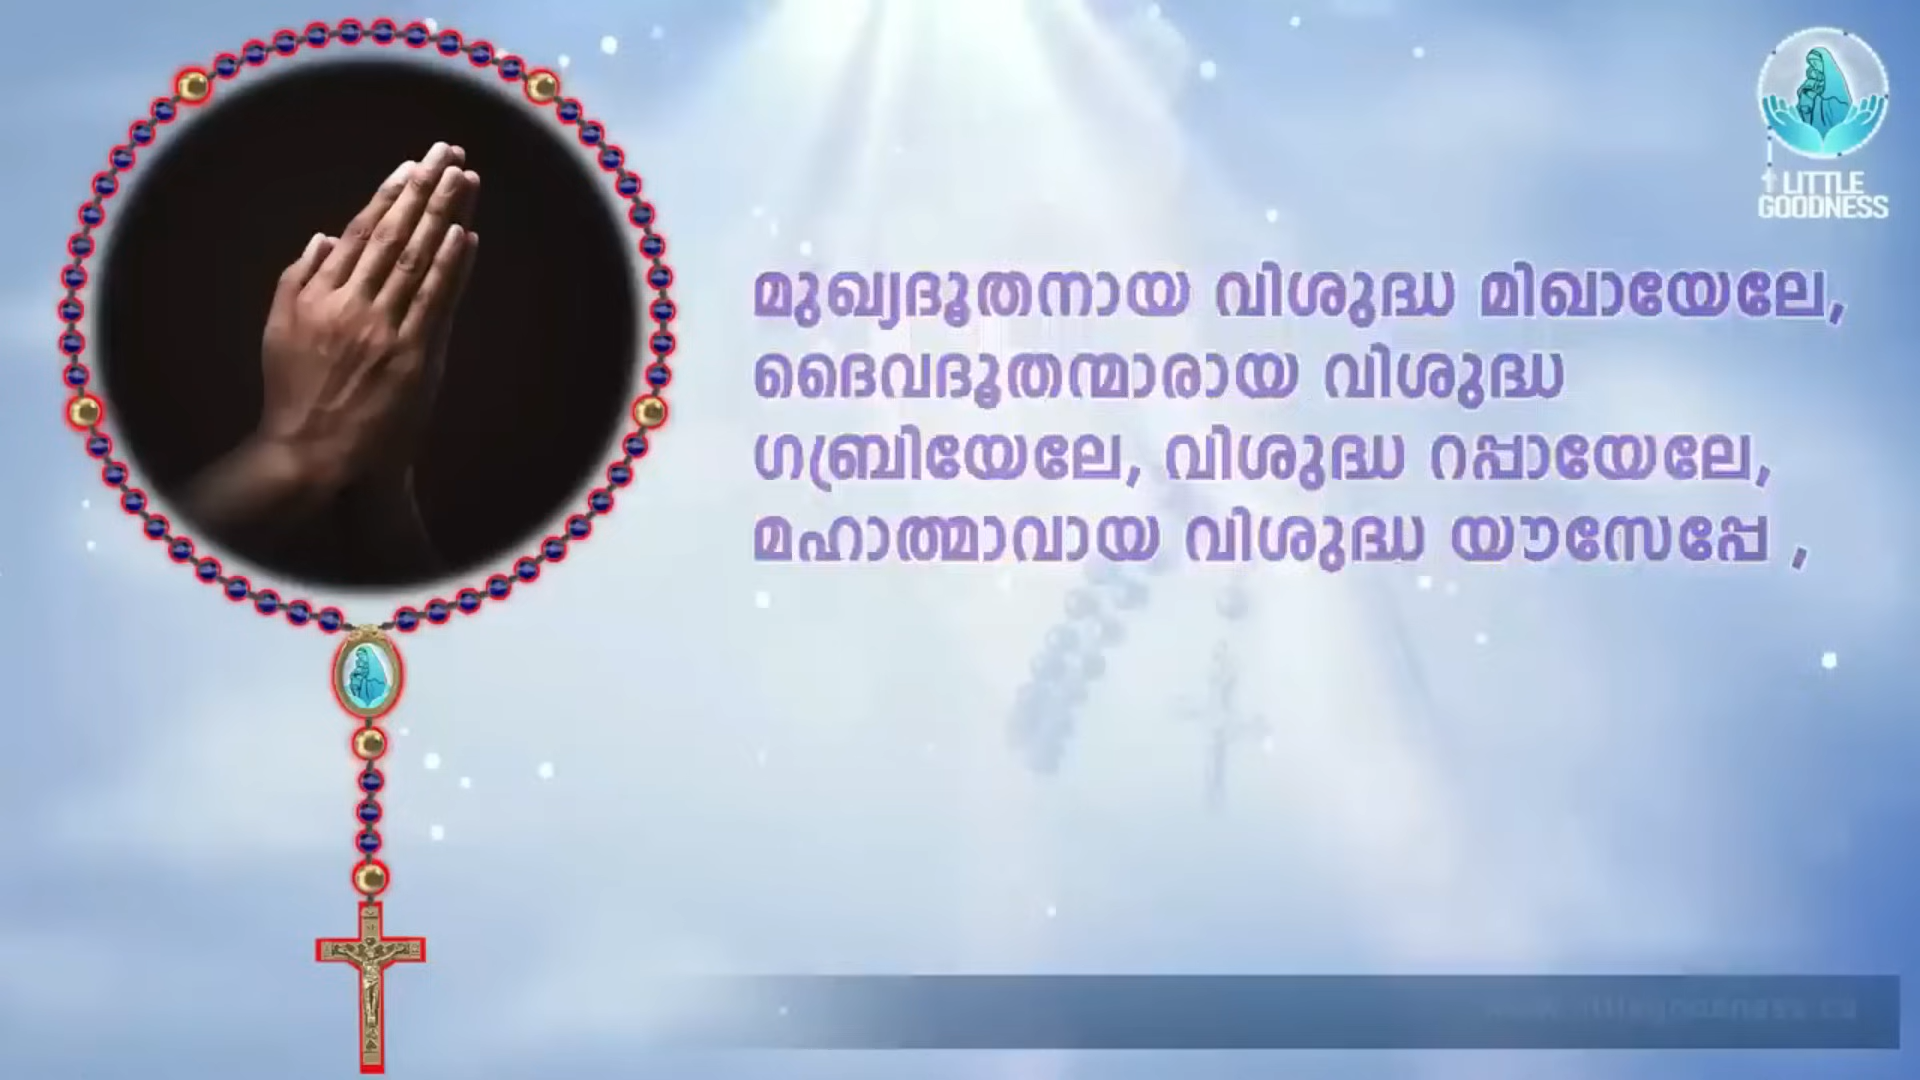 LITTLE
GOODNESS
മുഖ്യദൂതനായ വിശുദ്ധ മിഖായേലേ,
ദൈവദൂതന്മാരായ വിശുദ്ധ
ഗബ്രിയേലേ, വിശുദ്ധ റപ്പായേലേ,
മഹാത്മാവായ വിശുദ്ധ യൗസേപ്പേ ,